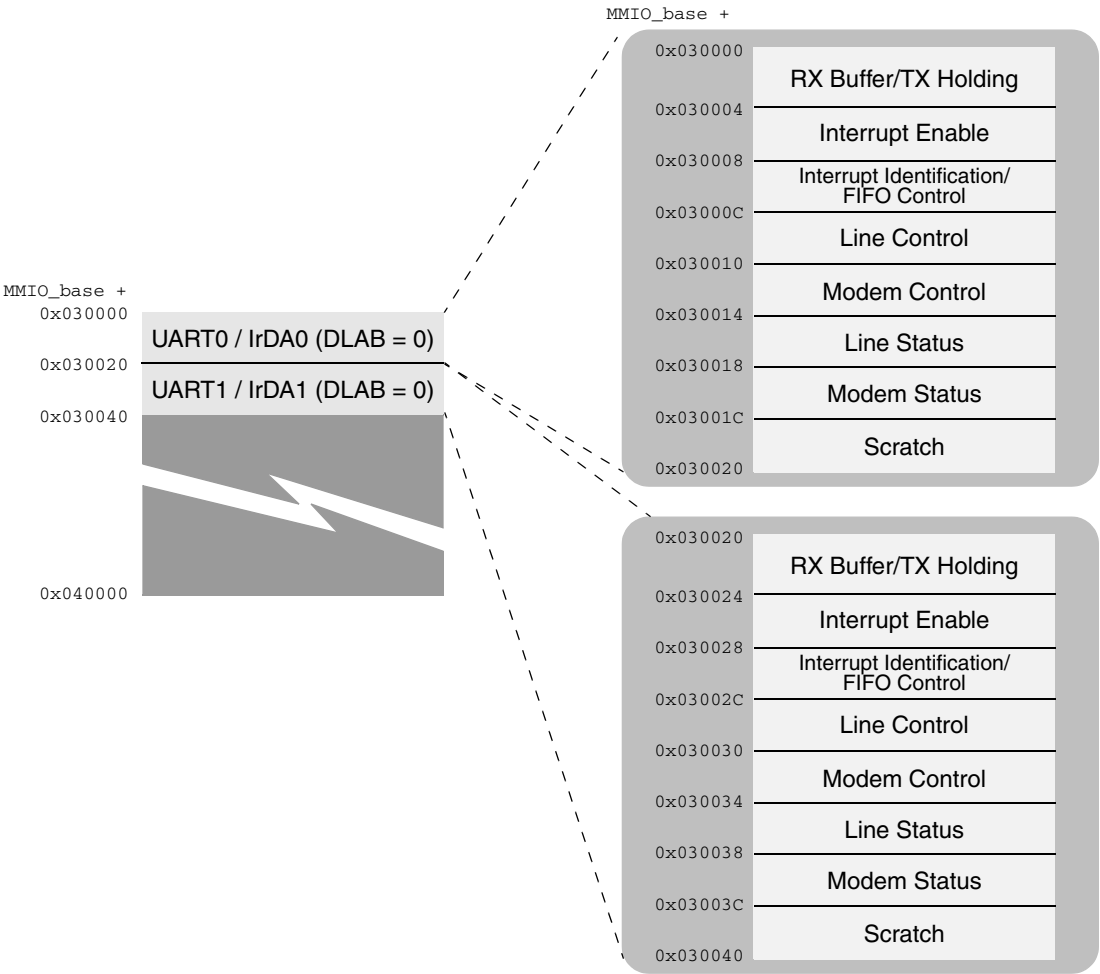 MMIO_base +
0x030000
UART0 / IrDA0 (DLAB = 0)
0x030020
UART1 / IrDA1 (DLAB = 0)
0x030040
0x040000
MMIO_base +
0x030000
RX Buffer/TX Holding
0x030004
Interrupt Enable
0x030008
Interrupt Identification/
FIFO Control
0x03000C
Line Control
0x030010
Modem Control
0x030014
Line Status
0x030018
Modem Status
0x03001C
Scratch
0x030020
0x030020
RX Buffer/TX Holding
0x030024
Interrupt Enable
0x030028
Interrupt Identification/
FIFO Control
0x03002C
Line Control
0x030030
Modem Control
0x030034
Line Status
0x030038
Modem Status
0x03003C
Scratch
0x030040